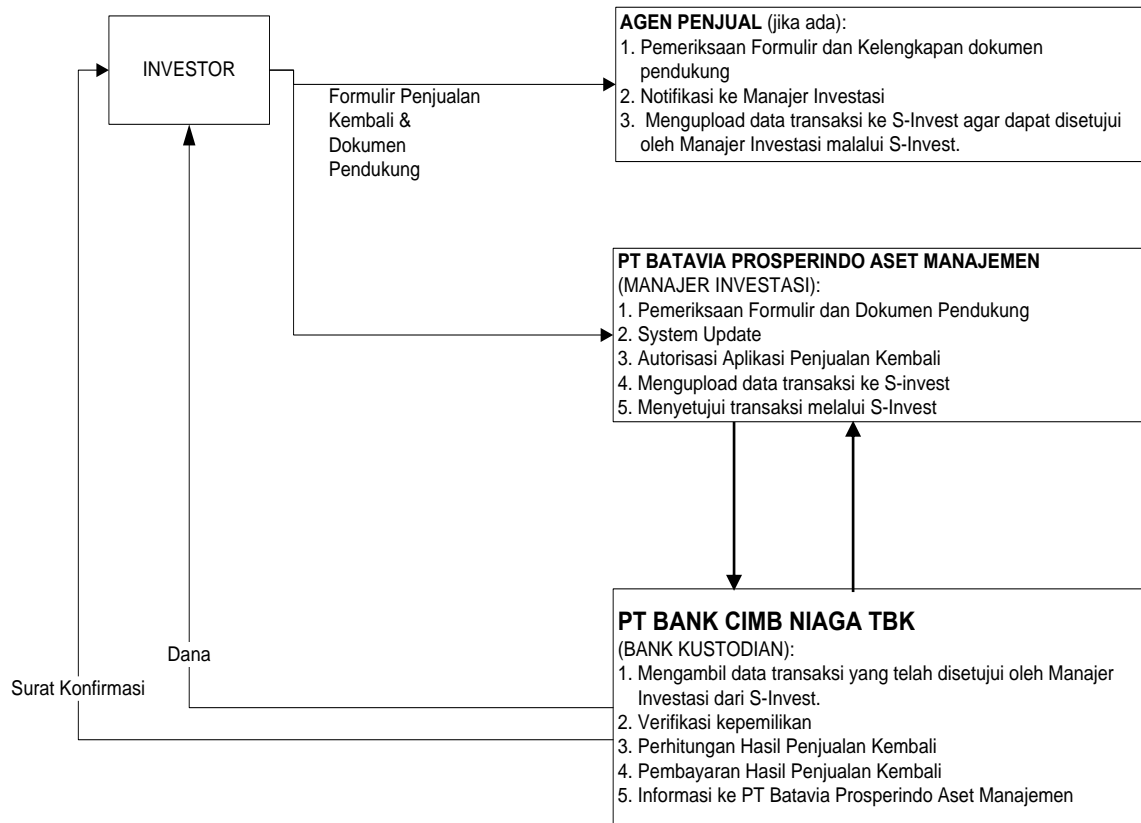 INVESTOR
Formulir Penjualan
Kembali &
Dokumen
Pendukung
AGEN PENJUAL (jika ada):
1. Pemeriksaan Formulir dan Kelengkapan dokumen
pendukung
2. Notifikasi ke Manajer Investasi
3. Mengupload data transaksi ke S-Invest agar dapat disetujui
oleh Manajer Investasi malalui S-Invest.
PT BATAVIA PROSPERINDO ASET MANAJEMEN
(MANAJER INVESTASI):
1. Pemeriksaan Formulir dan Dokumen Pendukung
2. System Update
3. Autorisasi Aplikasi Penjualan Kembali
4. Mengupload data transaksi ke S-invest
5. Menyetujui transaksi melalui S-Invest
PT BANK CIMB NIAGA TBK
(BANK KUSTODIAN):
1. Mengambil data transaksi yang telah disetujui oleh Manajer
Investasi dari S-Invest.
2. Verifikasi kepemilikan
3. Perhitungan Hasil Penjualan Kembali
4. Pembayaran Hasil Penjualan Kembali
5. Informasi ke PT Batavia Prosperindo Aset Manajemen
Dana
Surat Konfirmasi